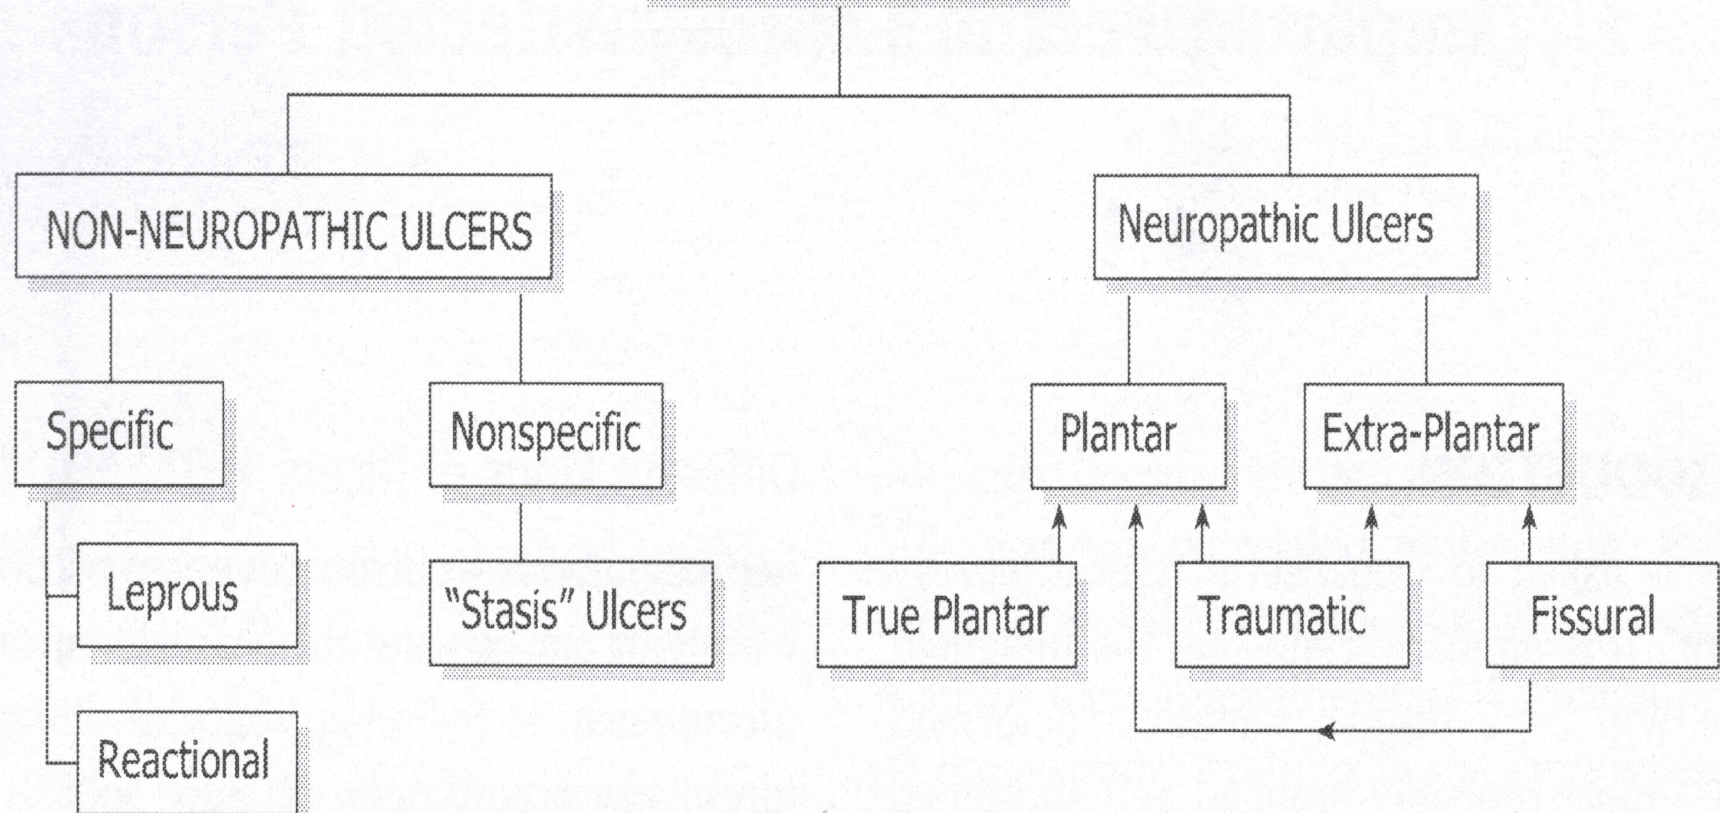 NON-NEUROPATHIC ULCERS
Neuropathic Ulcers
Specific
Nonspecific
Plantar
Extra-Plantar
Leprous
"Stasis" Ulcers
True Plantar
Traumatic
Fissural
Reactional